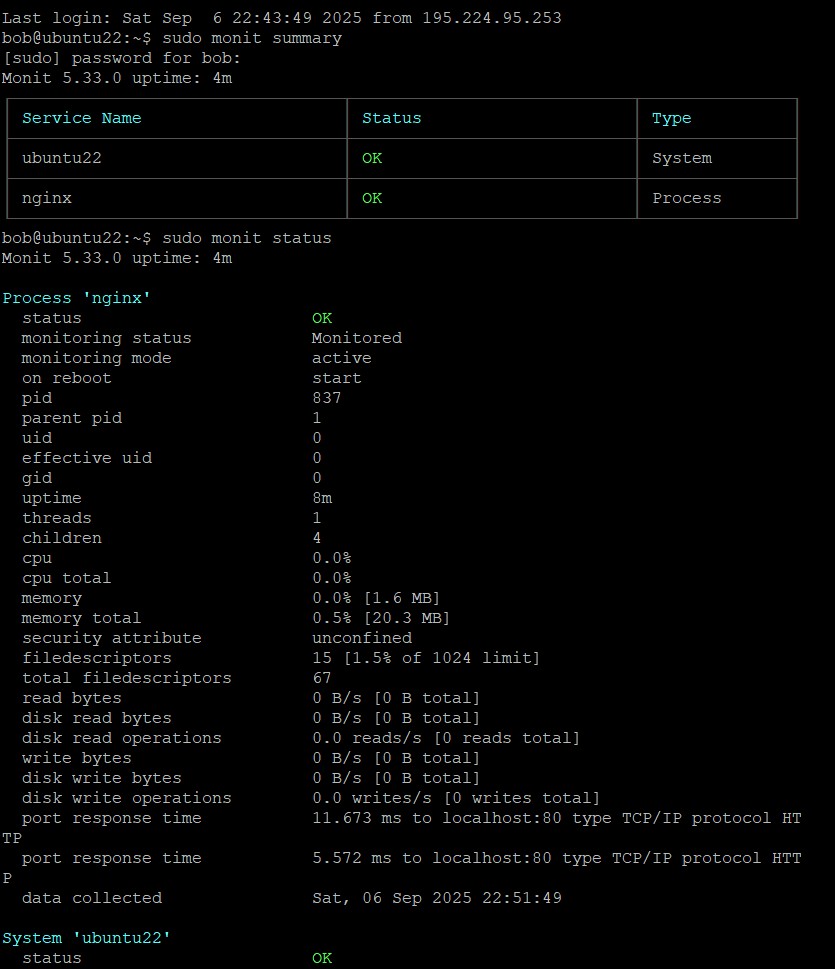 Last login: Sat Sep  6 22:43:49 2025 from 195.224.95.253
bob@ubuntu22:~$ sudo monit summary
[sudo] password for bob:
Monit 5.33.0 uptime: 4m
Service Name Status Type
ubuntu22 OK System
nginx OK Process
bob@ubuntu22:~$ sudo monit status
Monit 5.33.0 uptime: 4m
Process 'nginx'
status OK
monitoring status Monitored
monitoring mode active
on reboot start
pid 837
parent pid 1
uid 0
effective uid 0
gid 0
uptime 8m
threads 1
children 4
cpu 0.0%
cpu total 0.0%
memory 0.0% [1.6 MB]
memory total 0.5% [20.3 MB]
security attribute unconfined
filedescriptors 15 [1.5% of 1024 limit]
total filedescriptors 67
read bytes 0 B/s [0 B total]
disk read bytes 0 B/s [0 B total]
disk read operations 0.0 reads/s [0 reads total]
write bytes 0 B/s [0 B total]
disk write bytes 0 B/s [0 B total]
disk write operations 0.0 writes/s [0 writes total]
port response time 11.673 ms to localhost:80 type TCP/IP protocol HT
TP
port response time 5.572 ms to localhost:80 type TCP/IP protocol HTT
P
data collected Sat, 06 Sep 2025 22:51:49
System 'ubuntu22'
status OK